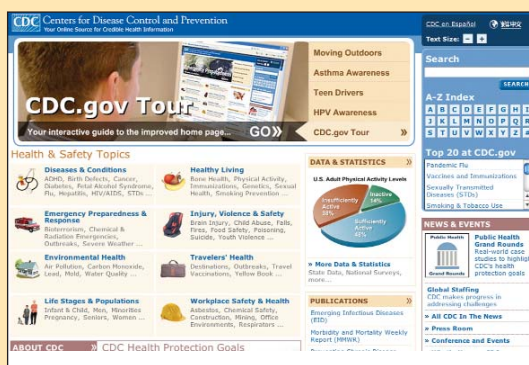 CDC Centers for Disease Control and Prevention
Your Online Source for Credible Health Information
CDC en Español
Text Size: - +
Moving Outdoors
Asthma Awareness
Teen Drivers
HPV Awareness
CDC.gov Tour »
CDC.gov Tour
Your interactive guide to the improved home page... GO»
Search
SEARCH
A-Z Index
A B C D E F G H I
J K L M N O P Q R
S T U V W X Y Z #
Top 20 at CDC.gov
Pandemic Flu
Vaccines and Immunizations
Sexually Transmitted
Diseases (STDs)
Smoking & Tobacco Use
Health & Safety Topics
Diseases & Conditions
ADHD, Birth Defects, Cancer,
Diabetes, Fetal Alcohol Syndrome,
Flu, Hepatitis, HIV/AIDS, STDs ...
Healthy Living
Bone Health, Physical Activity,
Immunizations, Genetics, Sexual
Health, Smoking Prevention ...
Emergency Preparedness &
Response
Bioterrorism, Chemical &
Radiation Emergencies,
Outbreaks, Severe Weather ...
Injury, Violence & Safety
Brain Injury, Child Abuse, Falls,
Fires, Food Safety, Poisoning,
Suicide, Youth Violence ...
Environmental Health
Air Pollution, Carbon Monoxide,
Lead, Mold, Water Quality ...
Travelers' Health
Destinations, Outbreaks, Travel
Vaccinations, Yellow Book ...
Life Stages & Populations
Infant & Child, Men, Minorities
Pregnancy, Seniors, Women ...
Workplace Safety & Health
Asbestos, Chemical Safety,
Construction, Mining, Office
Environments, Respirators ...
DATA & STATISTICS »
U.S. Adult Physical Activity Levels
Inactive
14%
Insufficiently
Active
Sufficiently
Active
» More Data & Statistics
State Data, National Surveys,
more...
PUBLICATIONS »
Emerging Infectious Diseases
(EID)
Morbidity and Mortality Weekly
Report (MMWR)
NEWS & EVENTS
Public Health
Grand Rounds
Public Health
Grand Rounds
Real-world case
studies to highlight
CDC's health
protection goals
Global Staffing
CDC makes progress in
addressing challenges
» All CDC In The News
» Press Room
» Conference and Events
ABOUT CDC » CDC Health Protection Goals